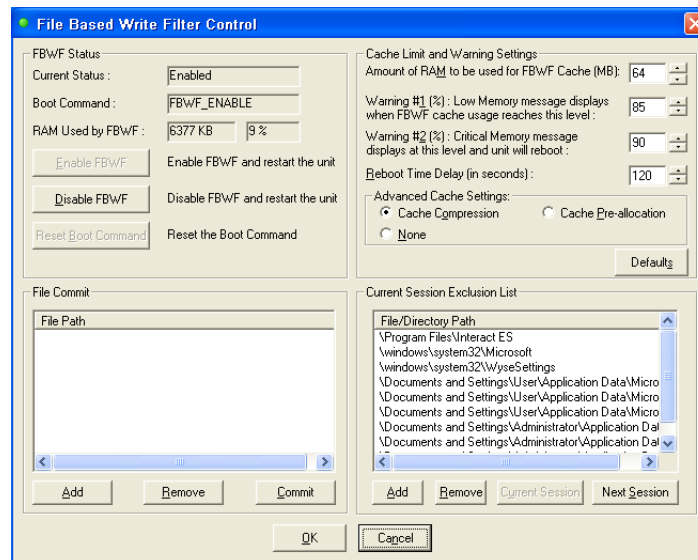 File Based Write Filter Control
FBWF Status
Current Status :
Enabled
Boot Command :
FBWF_ENABLE
RAM Used by FBWF :
6377 KB
9 %
Enable FBWF
Enable FBWF and restart the unit
Disable FBWF
Disable FBWF and restart the unit
Reset Boot Command
Reset the Boot Command
Cache Limit and Warning Settings
Amount of RAM to be used for FBWF Cache (MB):
64
Warning #1 (%) : Low Memory message displays
when FBWF cache usage reaches this level :
85
Warning #2 (%) : Critical Memory message
displays at this level and unit will reboot :
90
Reboot Time Delay (in seconds) :
120
Advanced Cache Settings:
Cache Compression
Cache Pre-allocation
None
Defaults
File Commit
File Path
Add
Remove
Commit
Current Session Exclusion List
File/Directory Path
\Program Files\Interact ES
\windows\system32\Microsoft
\windows\system32\WyseSettings
\Documents and Settings\User\Application Data\Micro
\Documents and Settings\User\Application Data\Micro
\Documents and Settings\User\Application Data\Micro
\Documents and Settings\Administrator\Application Dat
\Documents and Settings\Administrator\Application Dat
Add
Remove
Current Session
Next Session
OK
Cancel